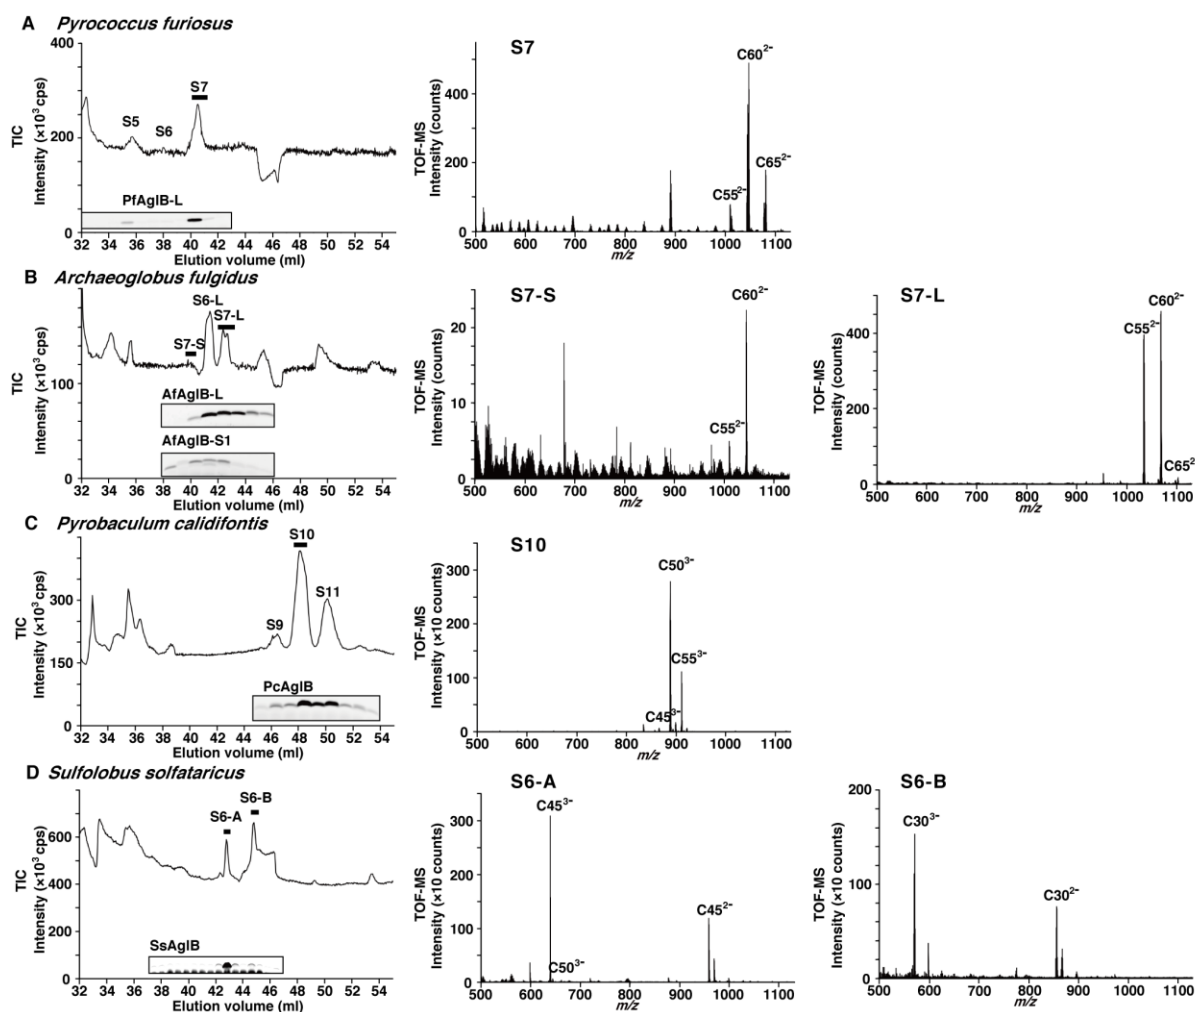 A Pyrococcus furiosus
400
200
0
TIC
Intensity (×10³ cps)
S5
S6
S7
PfAglB-L
32 34 36 38 40 42 44 46 48 50 52 54
Elution volume (ml)
S7
TOF-MS
Intensity (counts)
400
200
0
C55²⁻
C60²⁻
C65²⁻
500 600 700 800 900 1000 1100
m/z
B Archaeoglobus fulgidus
TIC
Intensity (×10³ cps)
100
0
S7-S
S6-L
S7-L
AfAglB-L
AfAglB-S1
32 34 36 38 40 42 44 46 48 50 52 54
Elution volume (ml)
S7-S
TOF-MS
Intensity (counts)
20
10
0
C55²⁻
C60²⁻
500 600 700 800 900 1000 1100
m/z
S7-L
TOF-MS
Intensity (counts)
400
200
0
C55²⁻
C60²⁻
C65²
500 600 700 800 900 1000 1100
m/z
C Pyrobaculum calidifontis
TIC
Intensity (×10³ cps)
300
150
0
S9
S10
S11
PcAglB
32 34 36 38 40 42 44 46 48 50 52 54
Elution volume (ml)
S10
TOF-MS
Intensity (×10 counts)
300
200
100
0
C45³⁻
C50³⁻
C55³⁻
500 600 700 800 900 1000 1100
m/z
D Sulfolobus solfataricus
TIC
Intensity (×10³ cps)
600
400
200
0
S6-A
S6-B
SsAglB
32 34 36 38 40 42 44 46 48 50 52 54
Elution volume (ml)
S6-A
TOF-MS
Intensity (×10 counts)
300
200
100
0
C45³⁻
C50³⁻
C45²⁻
500 600 700 800 900 1000 1100
m/z
S6-B
TOF-MS
Intensity (×10 counts)
200
100
0
C30³⁻
C30²⁻
500 600 700 800 900 1000 1100
m/z